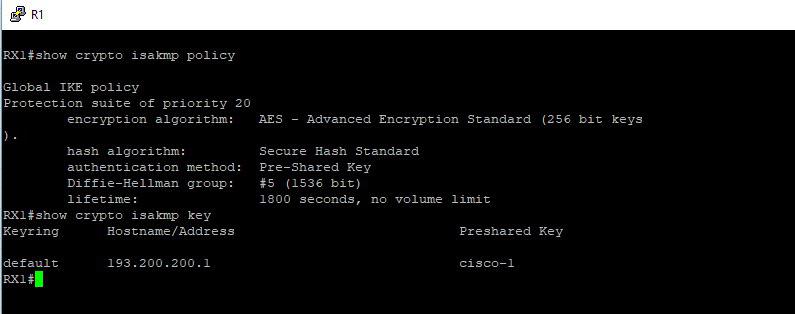 R1
RX1#show crypto isakmp policy
Global IKE policy
Protection suite of priority 20
encryption algorithm: AES - Advanced Encryption Standard (256 bit keys
).
hash algorithm: Secure Hash Standard
authentication method: Pre-Shared Key
Diffie-Hellman group: #5 (1536 bit)
lifetime: 1800 seconds, no volume limit
RX1#show crypto isakmp key
Keyring Hostname/Address Preshared Key
default 193.200.200.1 cisco-1
RX1#